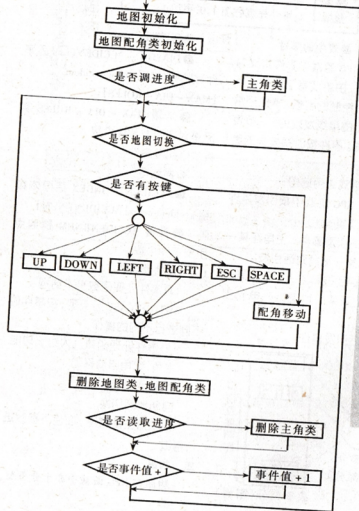 地图初始化
地图配角类初始化
是否调进度
主角类
是否地图切换
是否有按键
UP
DOWN
LEFT
RIGHT
ESC
SPACE
配角移动
删除地图类,地图配角类
是否读取进度
删除主角类
是否事件值+1
事件值+1